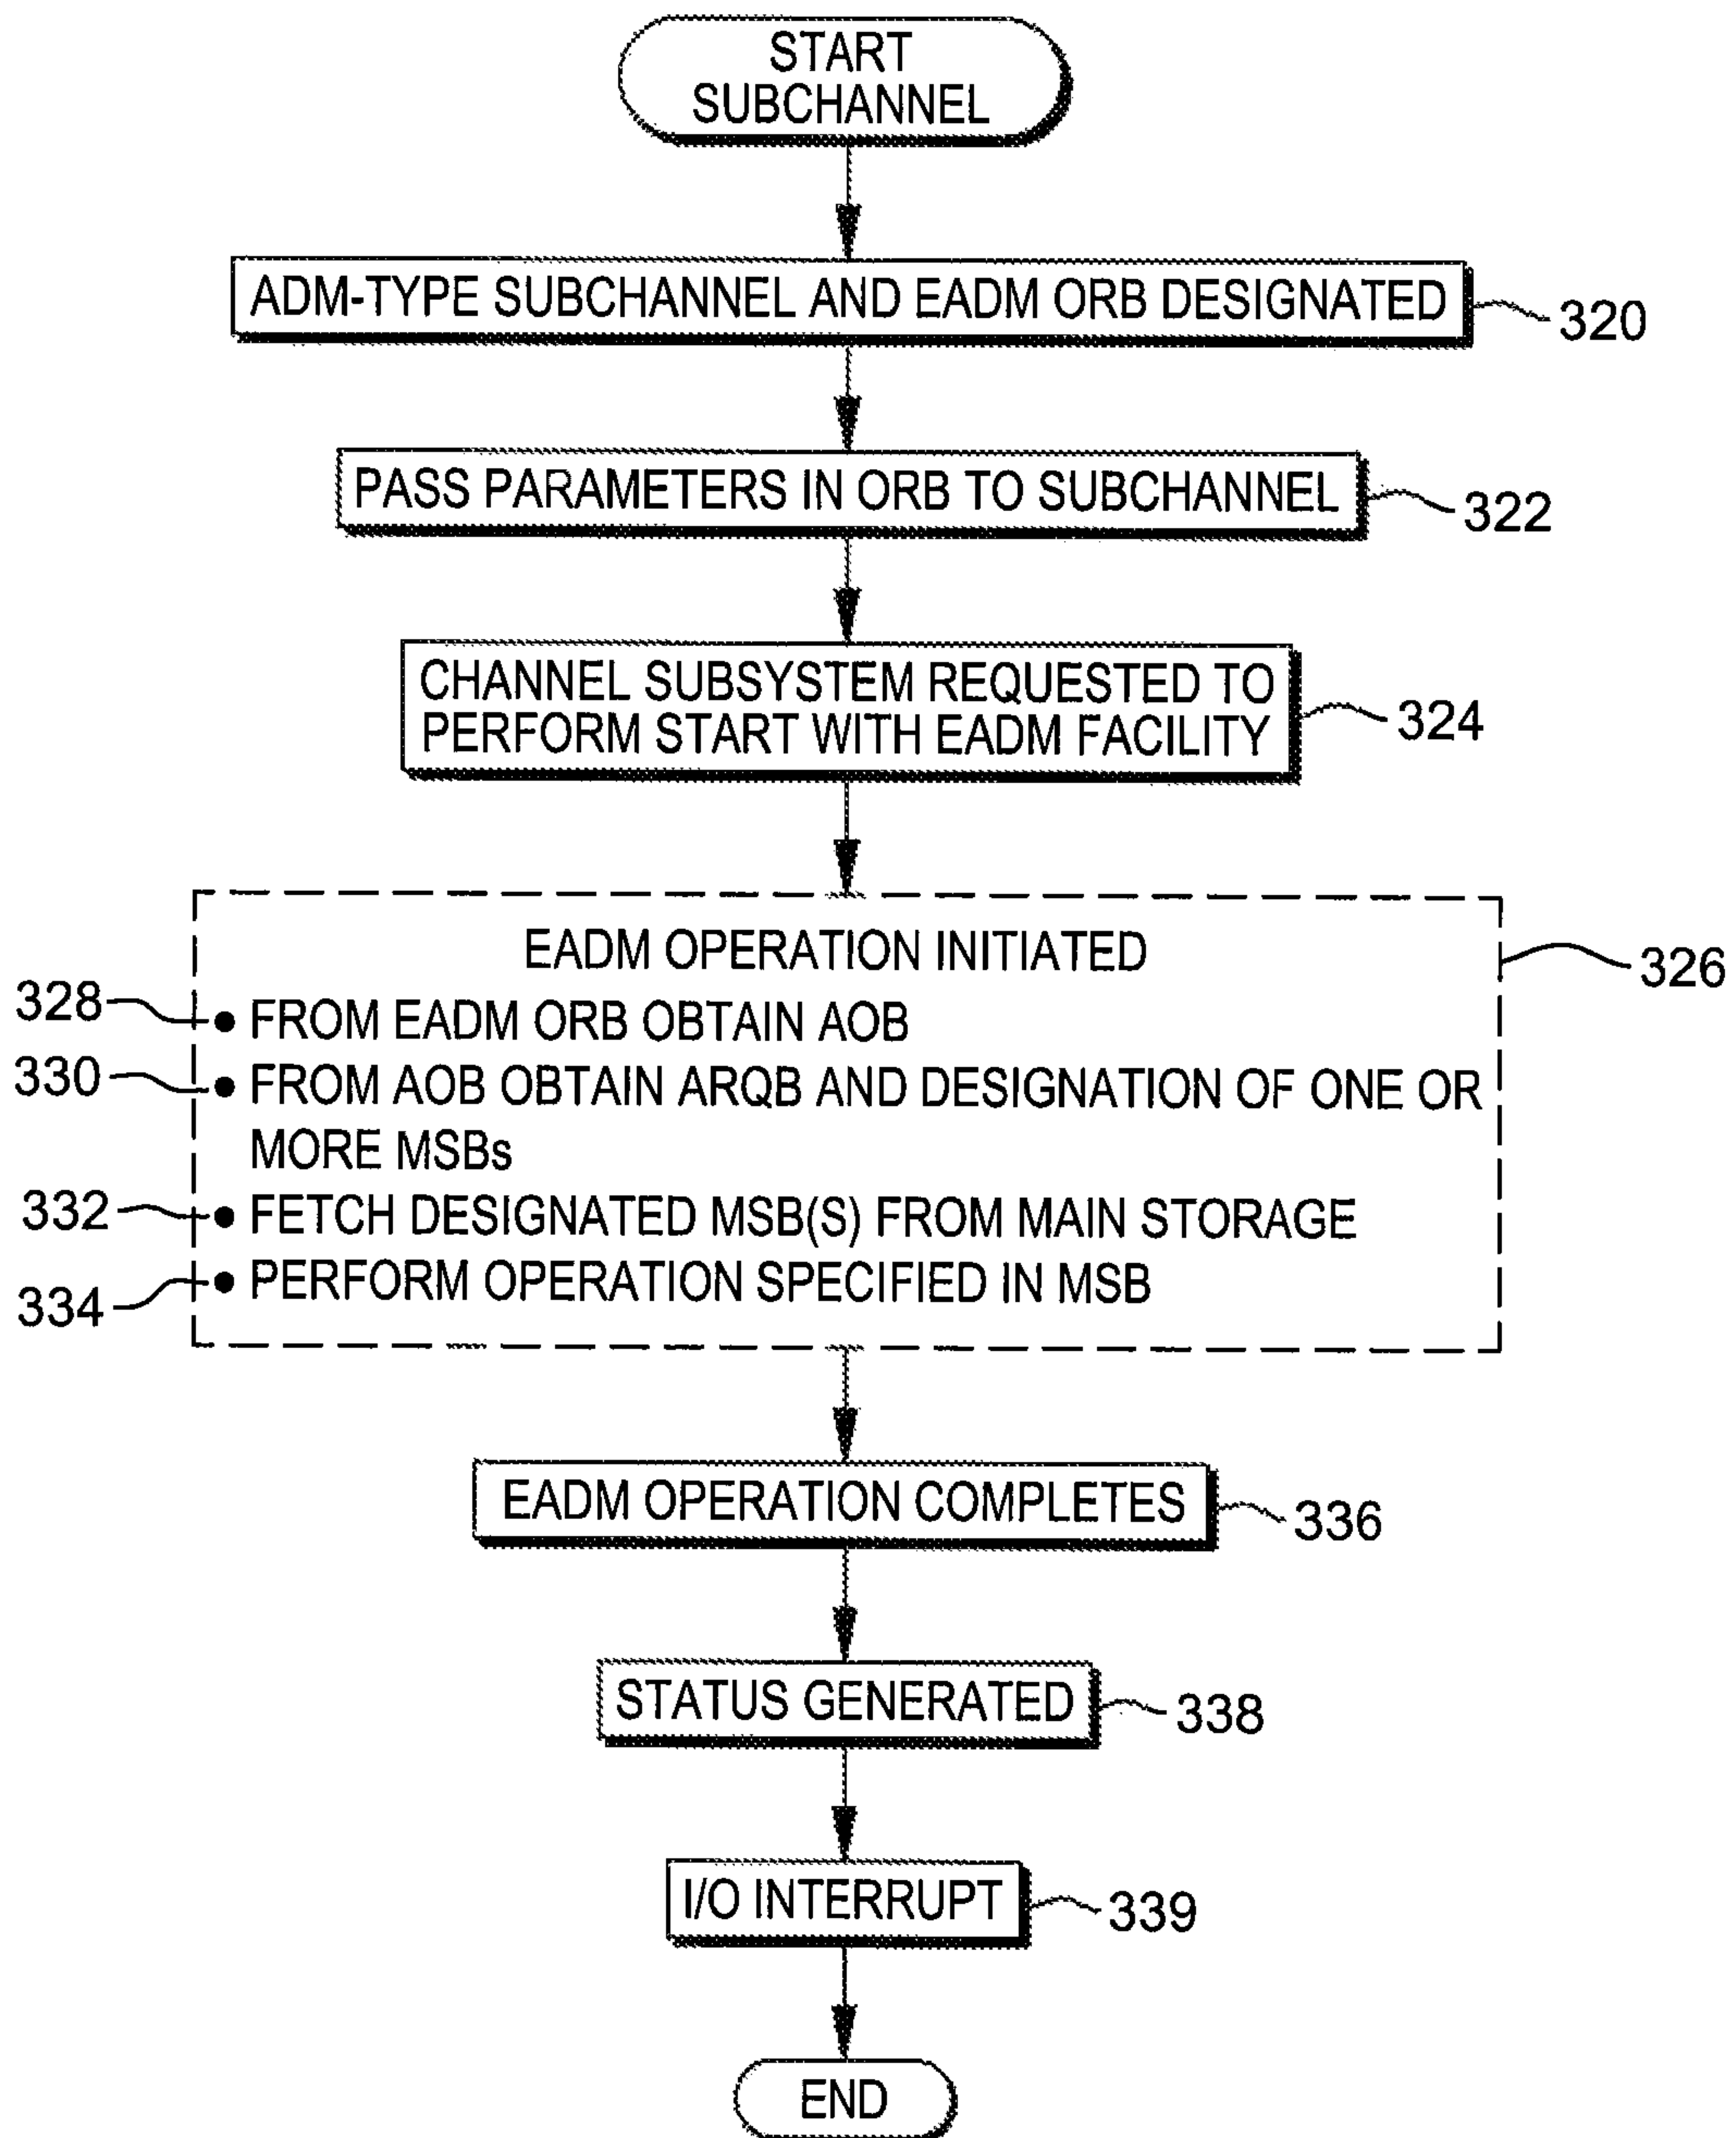 START
SUBCHANNEL
ADM-TYPE SUBCHANNEL AND EADM ORB DESIGNATED
320
PASS PARAMETERS IN ORB TO SUBCHANNEL
322
CHANNEL SUBSYSTEM REQUESTED TO
PERFORM START WITH EADM FACILITY
324
EADM OPERATION INITIATED
326
328
● FROM EADM ORB OBTAIN AOB
330
● FROM AOB OBTAIN ARQB AND DESIGNATION OF ONE OR
MORE MSBs
332
● FETCH DESIGNATED MSB(S) FROM MAIN STORAGE
334
● PERFORM OPERATION SPECIFIED IN MSB
EADM OPERATION COMPLETES
336
STATUS GENERATED
338
I/O INTERRUPT
339
END